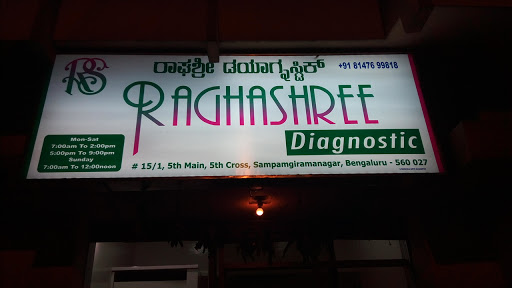 RS
ರಾಘಶ್ರೀ ಡಯಾಗ್ನಸ್ಟಿಕ್
+91 81476 99818
RAGHASHREE
Diagnostic
Mon-Sat
7:00am To 2:00pm
5:00pm To 9:00pm
Sunday
7:00am To 12:00noon
# 15/1, 5th Main, 5th Cross, Sampamgiramanagar, Bengaluru - 560 027